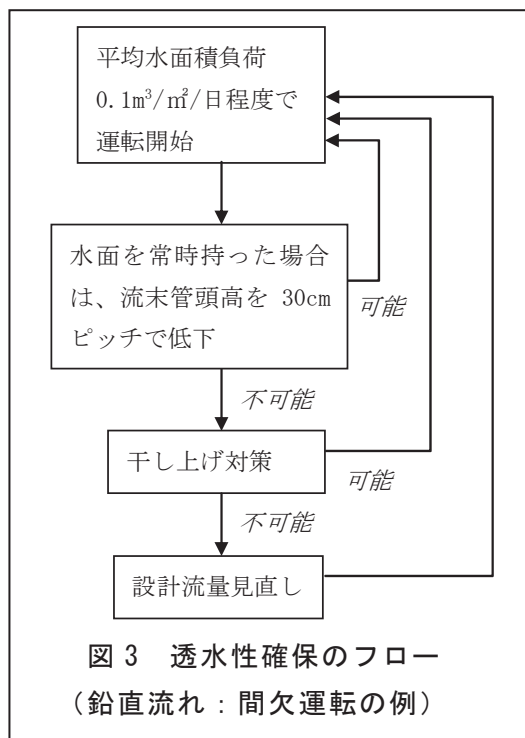 平均水面積負荷
0.1m³/㎡/日程度で
運転開始
水面を常時持った場合
は、流末管頭高を 30cm
ピッチで低下
可能
不可能
干し上げ対策
可能
不可能
設計流量見直し
図 3 透水性確保のフロー
（鉛直流れ：間欠運転の例）